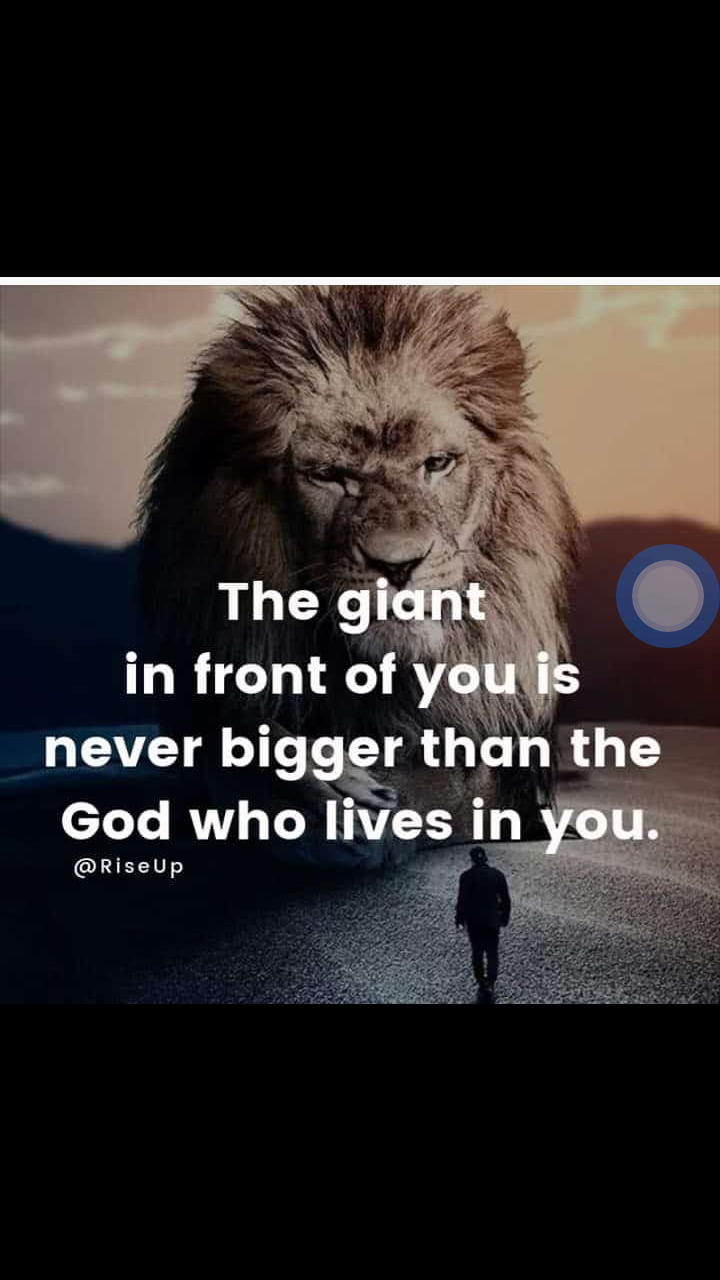 The giant
in front of you is
never bigger than the
God who lives in you.
@RiseUp